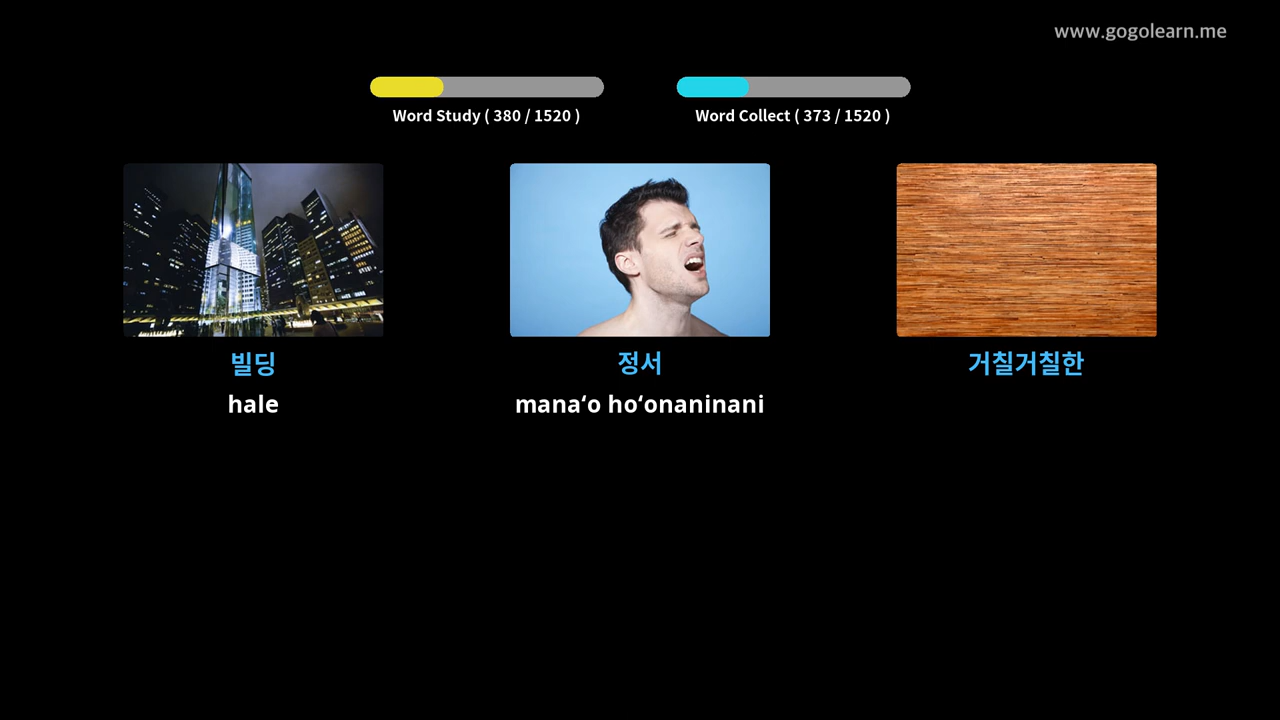 www.gogolearn.me
Word Study ( 380 / 1520 )
Word Collect ( 373 / 1520 )
빌딩
정서
거칠거칠한
hale
manaʻo hoʻonaninani